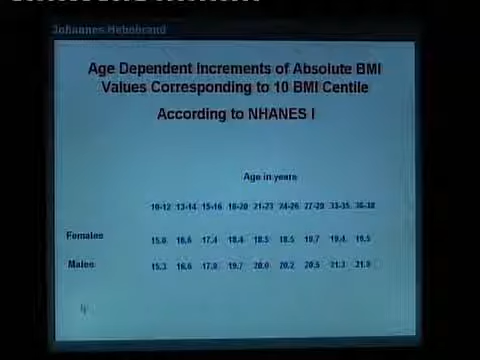 Johannes Hebebrand
Age Dependent Increments of Absolute BMI
Values Corresponding to 10 BMI Centile
According to NHANES I
Age in years
10-12 13-14 15-16 18-20 21-23 24-26 27-29 33-35 36-38
Females 15.0 16.6 17.4 18.4 18.5 18.5 19.7 19.4 19.5
Males 15.3 16.6 17.8 19.7 20.0 20.2 20.5 21.3